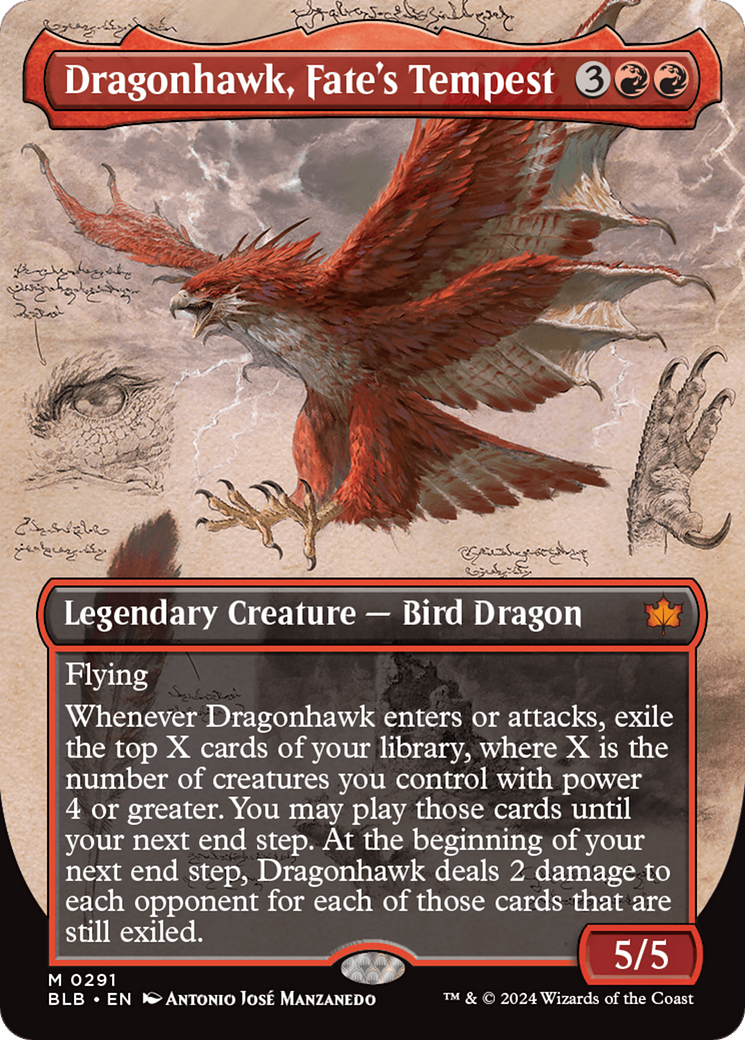 Dragonhawk, Fate's Tempest 3
Legendary Creature — Bird Dragon
Flying
Whenever Dragonhawk enters or attacks, exile
the top X cards of your library, where X is the
number of creatures you control with power
4 or greater. You may play those cards until
your next end step. At the beginning of your
next end step, Dragonhawk deals 2 damage to
each opponent for each of those cards that are
still exiled.
5/5
M 0291
BLB • EN Antonio José Manzanedo
™ & © 2024 Wizards of the Coast